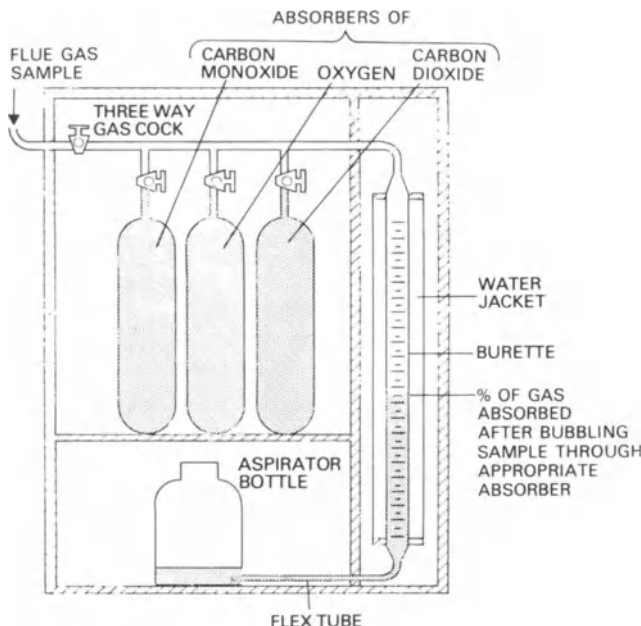 ABSORBERS OF
FLUE GAS
SAMPLE
CARBON
MONOXIDE
OXYGEN
CARBON
DIOXIDE
THREE WAY
GAS COCK
WATER
JACKET
BURETTE
% OF GAS
ABSORBED
AFTER BUBBLING
SAMPLE THROUGH
APPROPRIATE
ABSORBER
ASPIRATOR
BOTTLE
FLEX TUBE